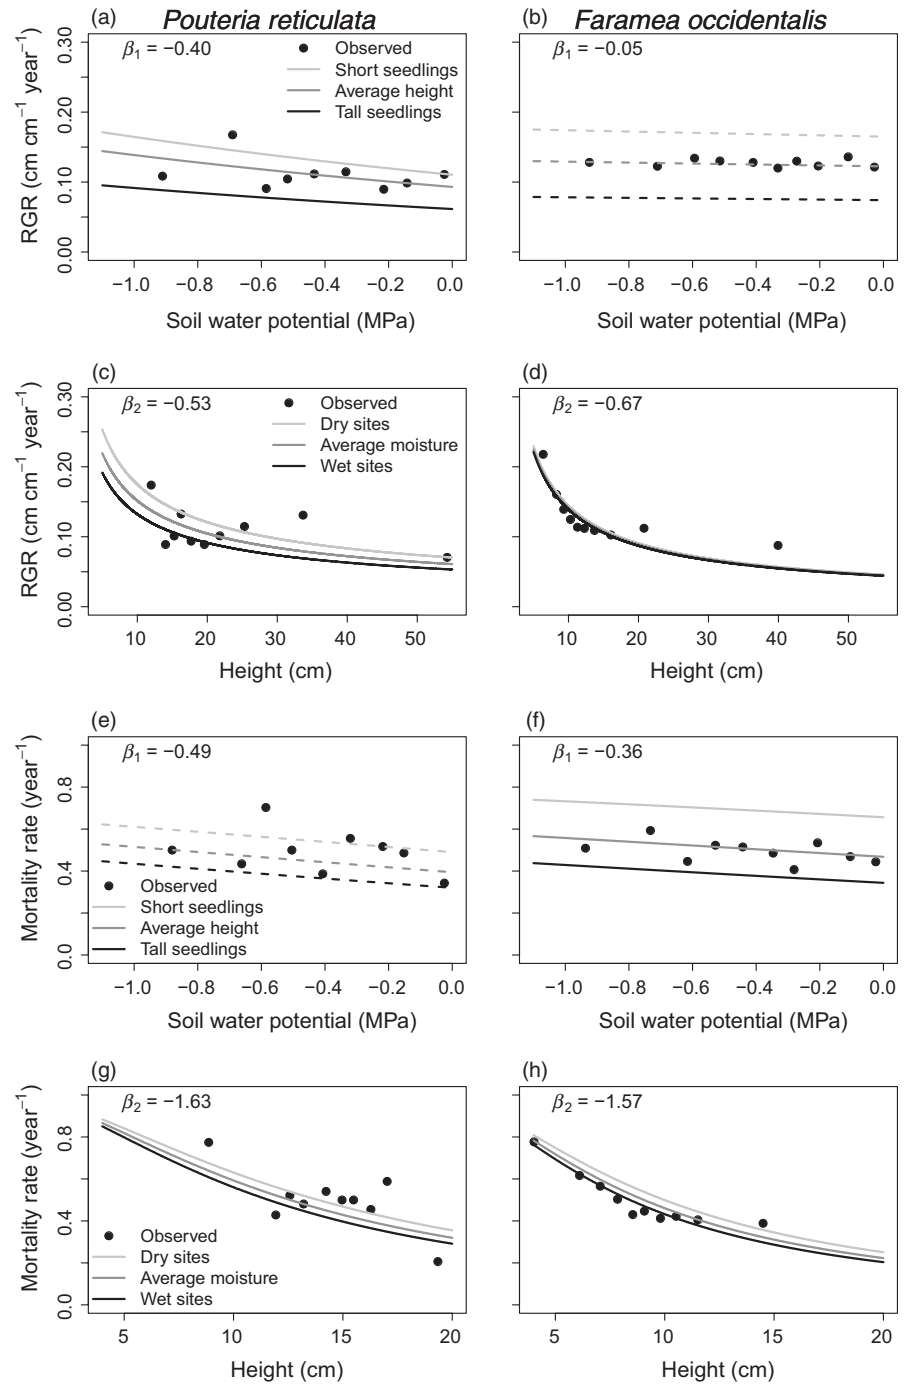 (a) Pouteria reticulata
(b) Faramea occidentalis
β1 = −0.40
Observed
Short seedlings
Average height
Tall seedlings
RGR (cm cm−1 year−1)
0.00 0.10 0.20 0.30
−1.0 −0.8 −0.6 −0.4 −0.2 0.0
Soil water potential (MPa)
β1 = −0.05
−1.0 −0.8 −0.6 −0.4 −0.2 0.0
Soil water potential (MPa)
(c)
β2 = −0.53
Observed
Dry sites
Average moisture
Wet sites
RGR (cm cm−1 year−1)
0.00 0.10 0.20 0.30
10 20 30 40 50
Height (cm)
(d)
β2 = −0.67
10 20 30 40 50
Height (cm)
(e)
β1 = −0.49
Observed
Short seedlings
Average height
Tall seedlings
Mortality rate (year−1)
0.0 0.4 0.8
−1.0 −0.8 −0.6 −0.4 −0.2 0.0
Soil water potential (MPa)
(f)
β1 = −0.36
−1.0 −0.8 −0.6 −0.4 −0.2 0.0
Soil water potential (MPa)
(g)
β2 = −1.63
Observed
Dry sites
Average moisture
Wet sites
Mortality rate (year−1)
0.0 0.4 0.8
5 10 15 20
Height (cm)
(h)
β2 = −1.57
5 10 15 20
Height (cm)